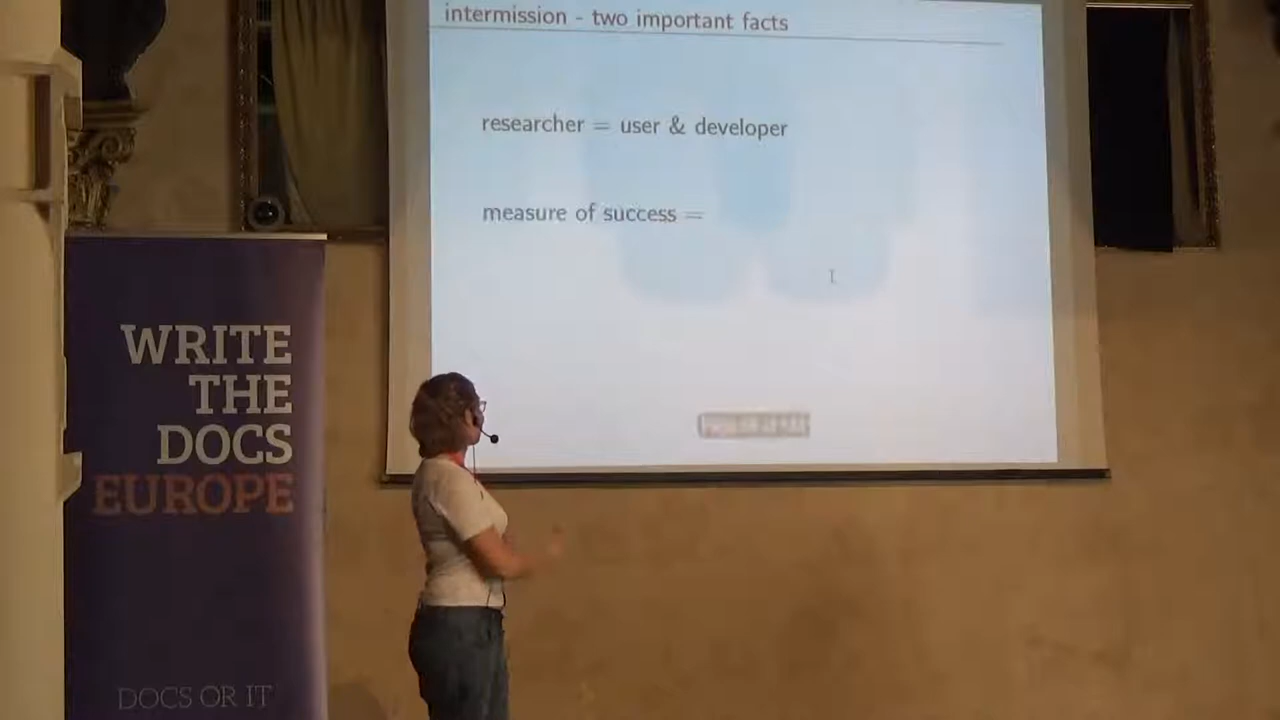 intermission - two important facts
researcher = user & developer
measure of success =
WRITE
THE
DOCS
EUROPE
DOCS OR IT